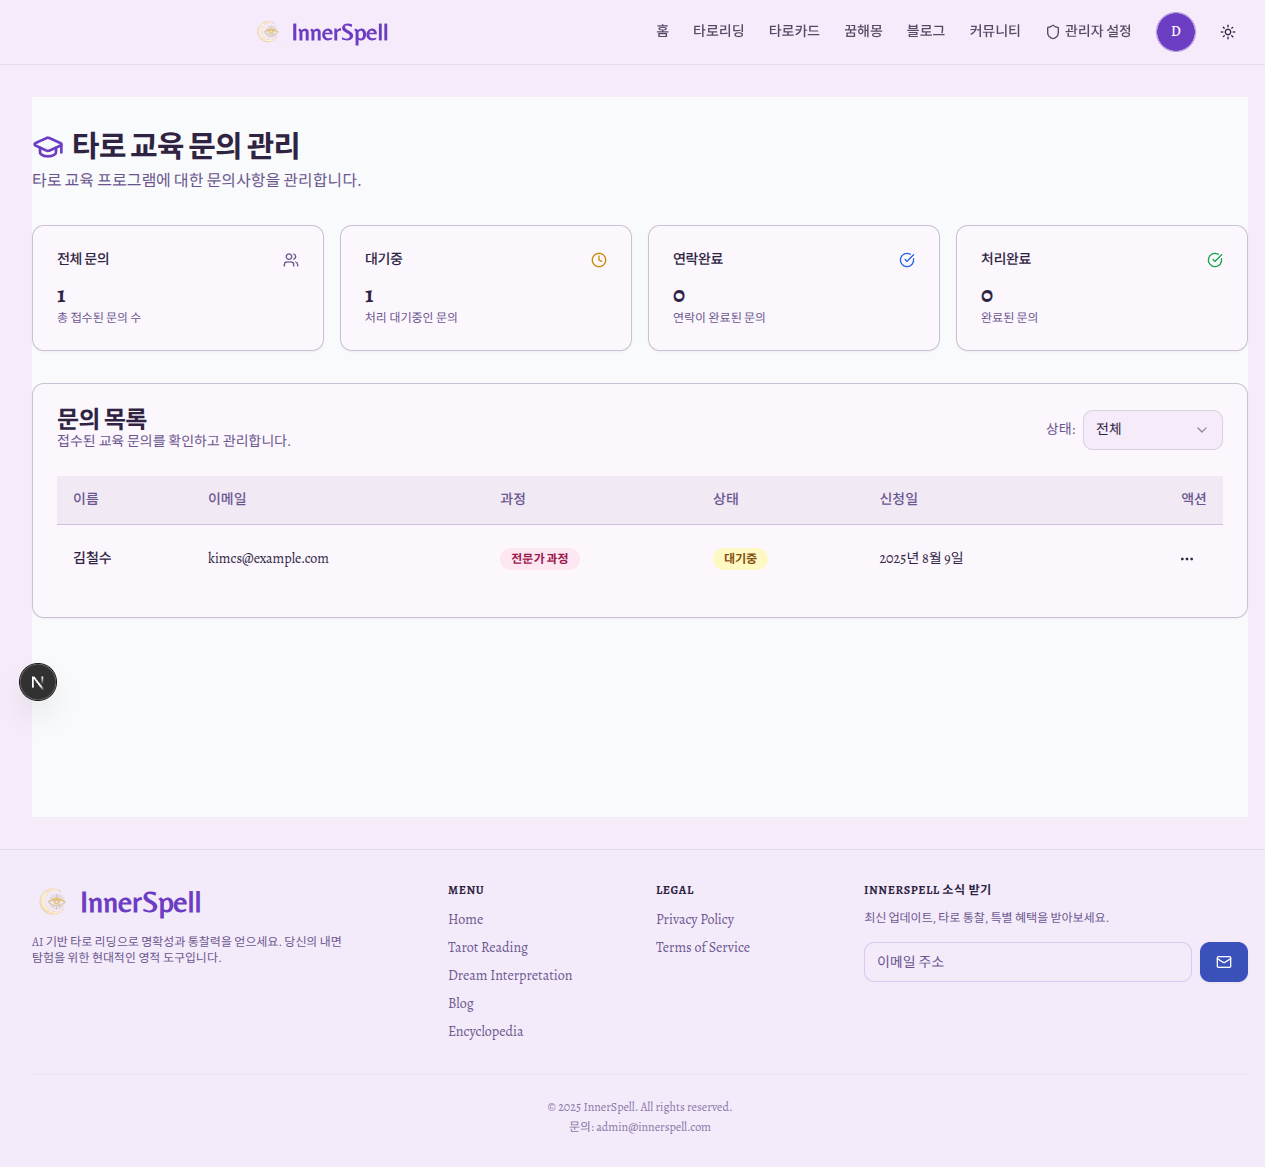 InnerSpell
홈 타로리딩 타로카드 꿈해몽 블로그 커뮤니티 관리자 설정 D
타로 교육 문의 관리
타로 교육 프로그램에 대한 문의사항을 관리합니다.
전체 문의
1
총 접수된 문의 수
대기중
1
처리 대기중인 문의
연락완료
0
연락이 완료된 문의
처리완료
0
완료된 문의
문의 목록
접수된 교육 문의를 확인하고 관리합니다.
상태: 전체
이름 이메일 과정 상태 신청일 액션
김철수 kimcs@example.com 전문가 과정 대기중 2025년 8월 9일
N
InnerSpell
AI 기반 타로 리딩으로 명확성과 통찰력을 얻으세요. 당신의 내면
탐험을 위한 현대적인 영적 도구입니다.
MENU
Home
Tarot Reading
Dream Interpretation
Blog
Encyclopedia
LEGAL
Privacy Policy
Terms of Service
INNERSPELL 소식 받기
최신 업데이트, 타로 통찰, 특별 혜택을 받아보세요.
이메일 주소
© 2025 InnerSpell. All rights reserved.
문의: admin@innerspell.com